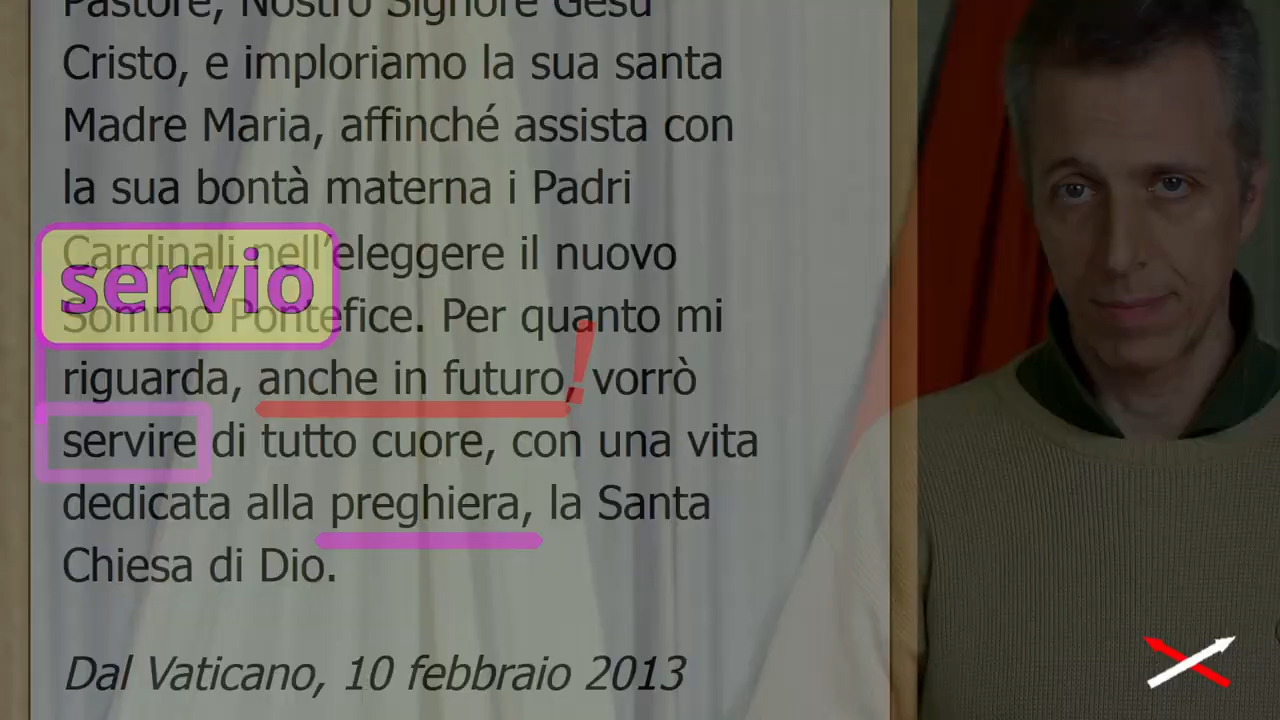 Pastore, Nostro Signore Gesù
Cristo, e imploriamo la sua santa
Madre Maria, affinché assista con
la sua bontà materna i Padri
Cardinali nell’eleggere il nuovo
servio
Sommo Pontefice. Per quanto mi
riguarda, anche in futuro, vorrò
!
servire di tutto cuore, con una vita
dedicata alla preghiera, la Santa
Chiesa di Dio.
Dal Vaticano, 10 febbraio 2013